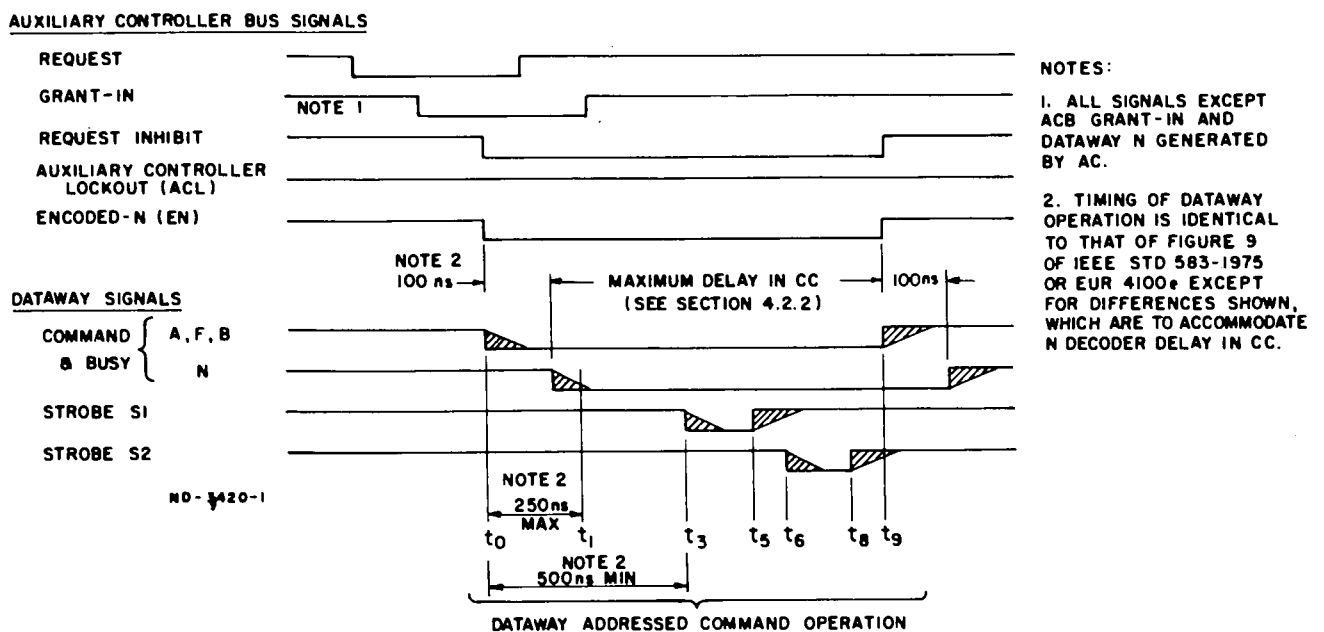 AUXILIARY CONTROLLER BUS SIGNALS
REQUEST
GRANT-IN
NOTE 1
REQUEST INHIBIT
AUXILIARY CONTROLLER
LOCKOUT (ACL)
ENCODED-N (EN)
NOTE 2
100 ns
MAXIMUM DELAY IN CC
(SEE SECTION 4.2.2)
100ns
DATAWAY SIGNALS
COMMAND
& BUSY
A, F, B
N
STROBE S1
STROBE S2
NOTE 2
250ns
MAX
t0
t1
t3
t5
t6
t8
t9
NOTE 2
500ns MIN
DATAWAY ADDRESSED COMMAND OPERATION
NOTES:
1. ALL SIGNALS EXCEPT
ACB GRANT-IN AND
DATAWAY N GENERATED
BY AC.
2. TIMING OF DATAWAY
OPERATION IS IDENTICAL
TO THAT OF FIGURE 9
OF IEEE STD 583-1975
OR EUR 4100e EXCEPT
FOR DIFFERENCES SHOWN,
WHICH ARE TO ACCOMMODATE
N DECODER DELAY IN CC.